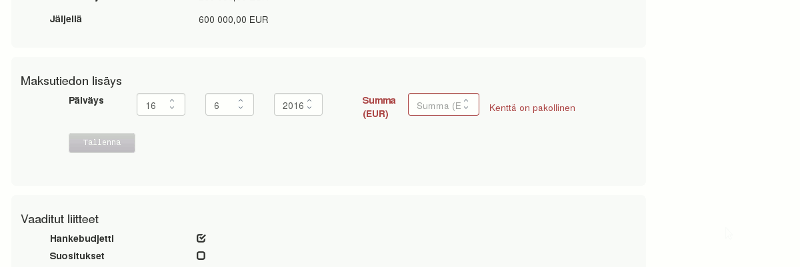 Jäljellä 600 000,00 EUR
Maksutiedon lisäys
Päiväys 16 6 2016 Summa (EUR) Summa (E Kenttä on pakollinen
Tallenna
Vaaditut liitteet
Hankebudjetti
Suositukset